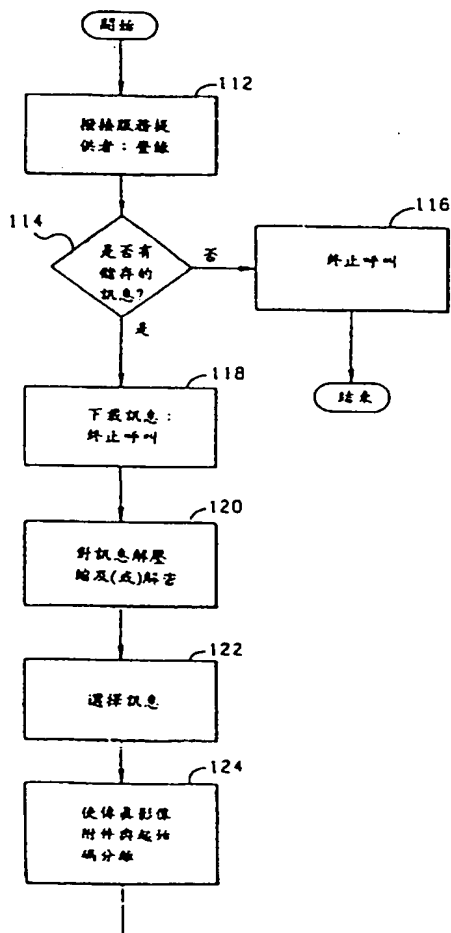 開始
112
撥接服務提
供者：登錄
114
是否有
儲存的
訊息?
否
116
終止呼叫
是
結束
118
下載訊息：
終止呼叫
120
對訊息解壓
縮及(或)解密
122
選擇訊息
124
使傳真影像
附件與起始
碼分離